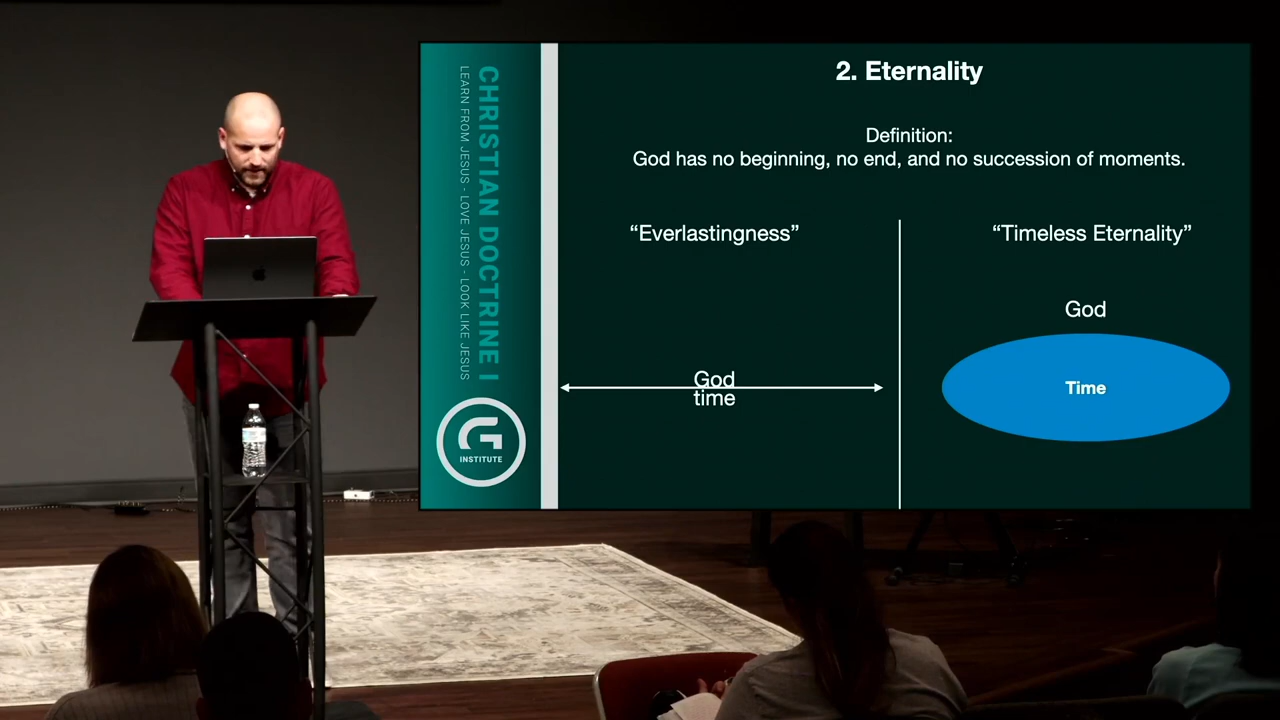 2. Eternality
Definition:
God has no beginning, no end, and no succession of moments.
“Everlastingness”
“Timeless Eternality”
God
time
God
Time
CHRISTIAN DOCTRINE I
LEARN FROM JESUS - LOVE JESUS - LOOK LIKE JESUS
G
INSTITUTE